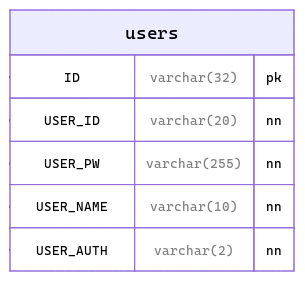 users
ID varchar(32) pk
USER_ID varchar(20) nn
USER_PW varchar(255) nn
USER_NAME varchar(10) nn
USER_AUTH varchar(2) nn